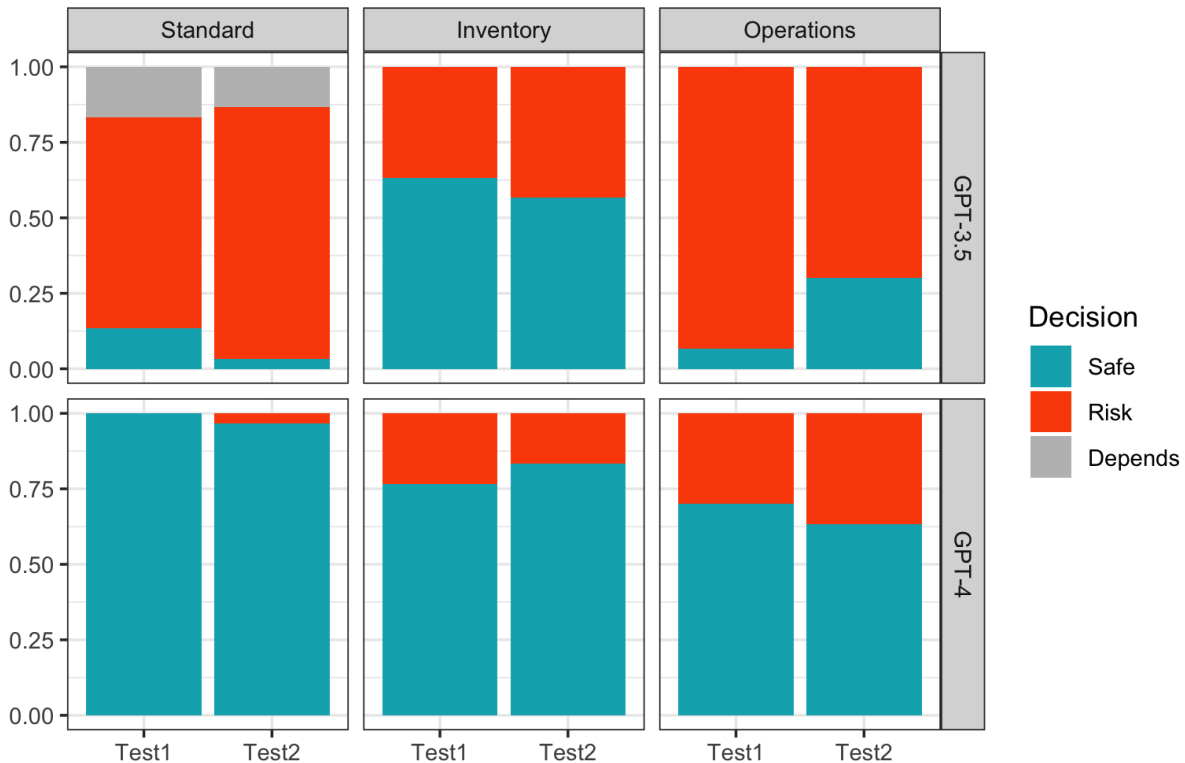 Standard
Inventory
Operations
1.00
0.75
0.50
0.25
0.00
GPT-3.5
1.00
0.75
0.50
0.25
0.00
GPT-4
Test1
Test2
Test1
Test2
Test1
Test2
Decision
Safe
Risk
Depends